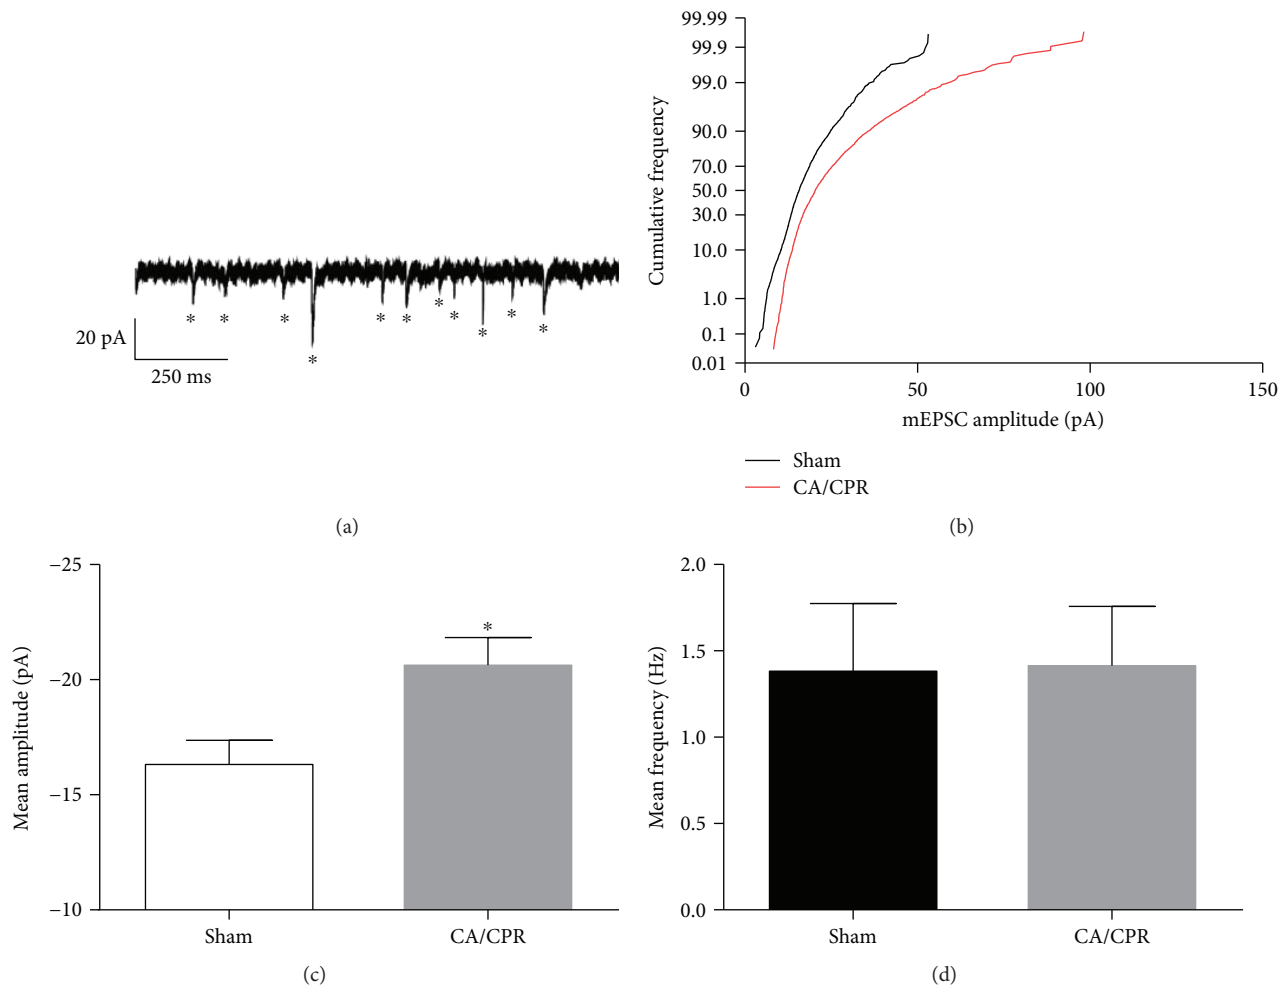 * * * * * * * * * * *
20 pA
250 ms
(a)
Cumulative frequency
99.99
99.9
99.0
90.0
70.0
50.0
30.0
10.0
1.0
0.1
0.01
0 50 100 150
mEPSC amplitude (pA)
Sham
CA/CPR
(b)
Mean amplitude (pA)
−25
−20
−15
−10
*
Sham CA/CPR
(c)
Mean frequency (Hz)
2.0
1.5
1.0
0.5
0.0
Sham CA/CPR
(d)